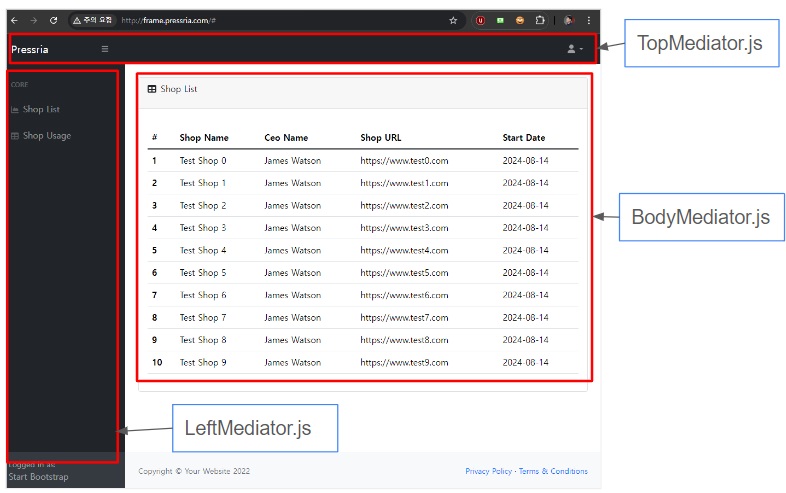 주의 요함 http://frame.pressria.com/#
Pressria
TopMediator.js
CORE
Shop List
Shop Usage
Shop List
# Shop Name Ceo Name Shop URL Start Date
1 Test Shop 0 James Watson https://www.test0.com 2024-08-14
2 Test Shop 1 James Watson https://www.test1.com 2024-08-14
3 Test Shop 2 James Watson https://www.test2.com 2024-08-14
4 Test Shop 3 James Watson https://www.test3.com 2024-08-14
5 Test Shop 4 James Watson https://www.test4.com 2024-08-14
6 Test Shop 5 James Watson https://www.test5.com 2024-08-14
7 Test Shop 6 James Watson https://www.test6.com 2024-08-14
8 Test Shop 7 James Watson https://www.test7.com 2024-08-14
9 Test Shop 8 James Watson https://www.test8.com 2024-08-14
10 Test Shop 9 James Watson https://www.test9.com 2024-08-14
BodyMediator.js
LeftMediator.js
Logged in as:
Start Bootstrap
Copyright © Your Website 2022
Privacy Policy · Terms & Conditions